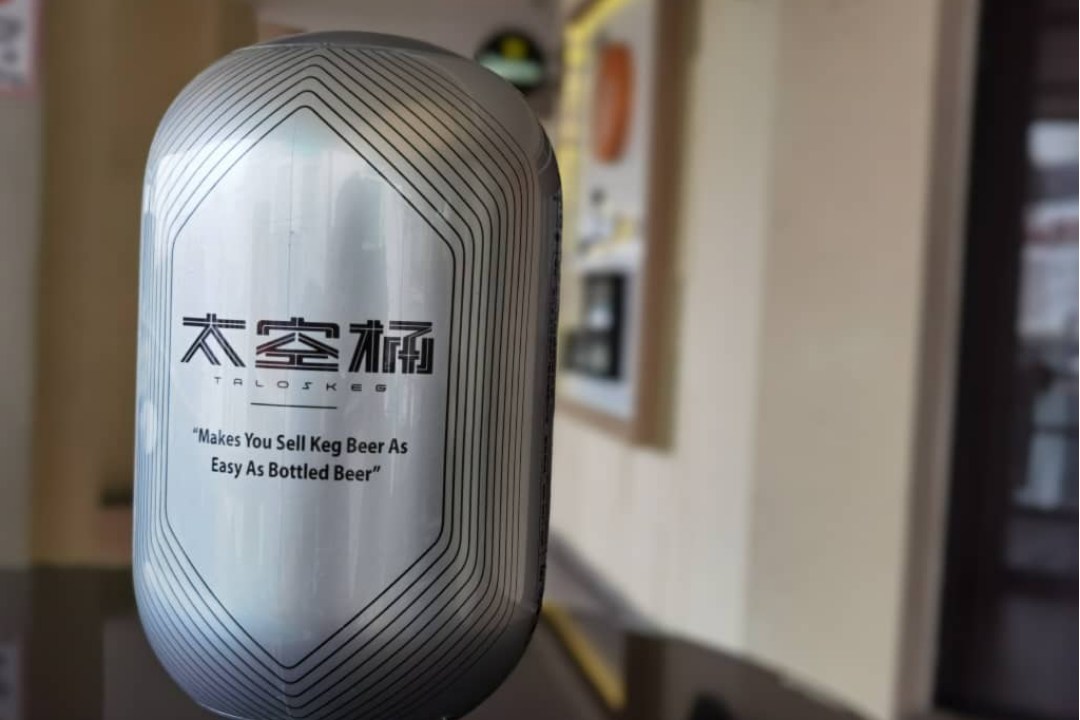 太空桶
TALOSKEG
“Makes You Sell Keg Beer As
Easy As Bottled Beer”